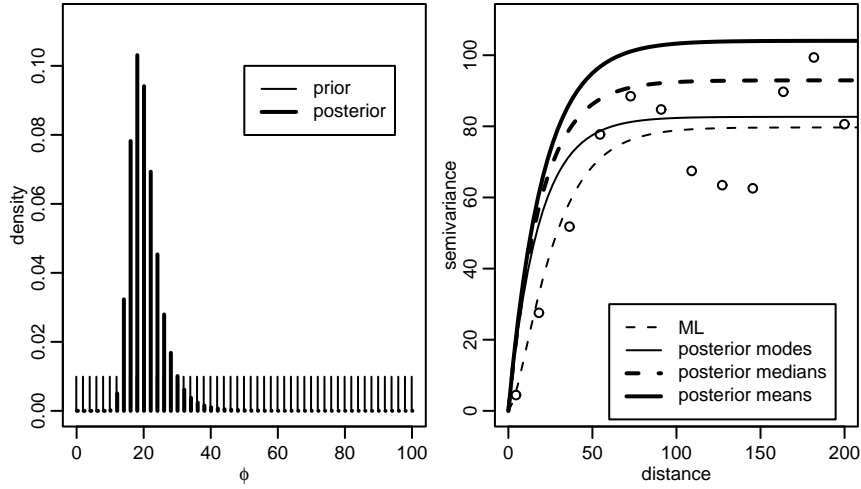 0.00 0.02 0.04 0.06 0.08 0.10
density
prior
posterior
0 20 40 60 80 100
ϕ
0 20 40 60 80 100
semivariance
ML
posterior modes
posterior medians
posterior means
0 50 100 150 200
distance